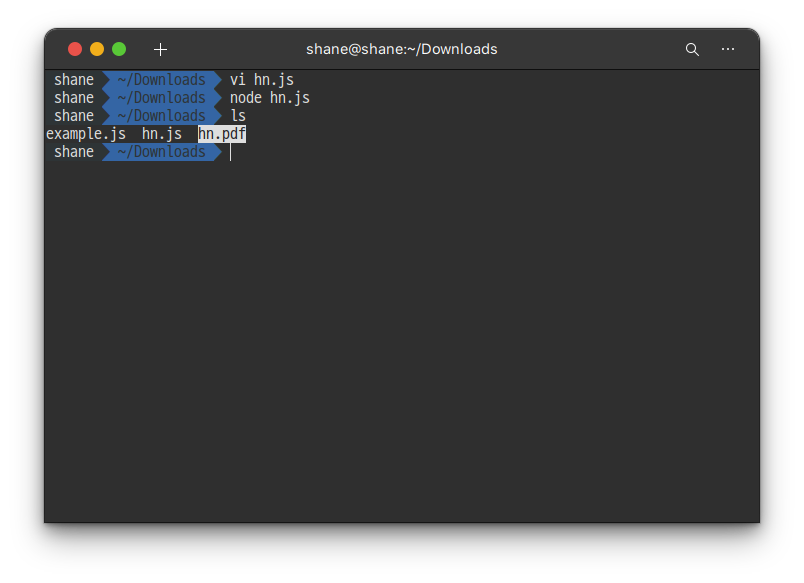 shane@shane:~/Downloads
shane ~/Downloads vi hn.js
shane ~/Downloads node hn.js
shane ~/Downloads ls
example.js hn.js hn.pdf
shane ~/Downloads